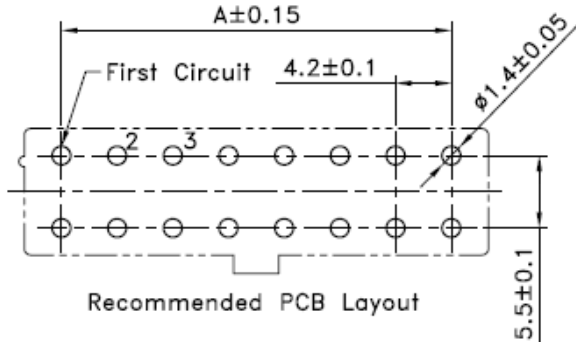 A±0.15
First Circuit
4.2±0.1
ø1.4±0.05
2
3
5.5±0.1
Recommended PCB Layout